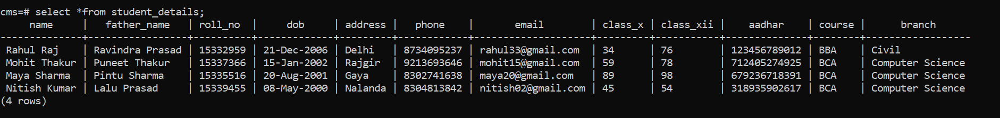 cms=# select *from student_details;
     name     |   father_name   | roll_no  |     dob     | address |   phone    |        email         | class_x | class_xii |    aadhar    | course |      branch
--------------+-----------------+----------+-------------+---------+------------+----------------------+---------+-----------+--------------+--------+------------------
 Rahul Raj    | Ravindra Prasad | 15332959 | 21-Dec-2006 | Delhi   | 8734095237 | rahul33@gmail.com    | 34      | 76        | 123456789012 | BBA    | Civil
 Mohit Thakur | Puneet Thakur   | 15337366 | 15-Jan-2002 | Rajgir  | 9213693646 | mohit15@gmail.com    | 59      | 78        | 712405274925 | BCA    | Computer Science
 Maya Sharma  | Pintu Sharma    | 15335516 | 20-Aug-2001 | Gaya    | 8302741638 | maya20@gmail.com     | 89      | 98        | 679236718391 | BCA    | Computer Science
 Nitish Kumar | Lalu Prasad     | 15339455 | 08-May-2000 | Nalanda | 8304813842 | nitish02@gmail.com | 45      | 54        | 318935902617 | BCA    | Computer Science
(4 rows)